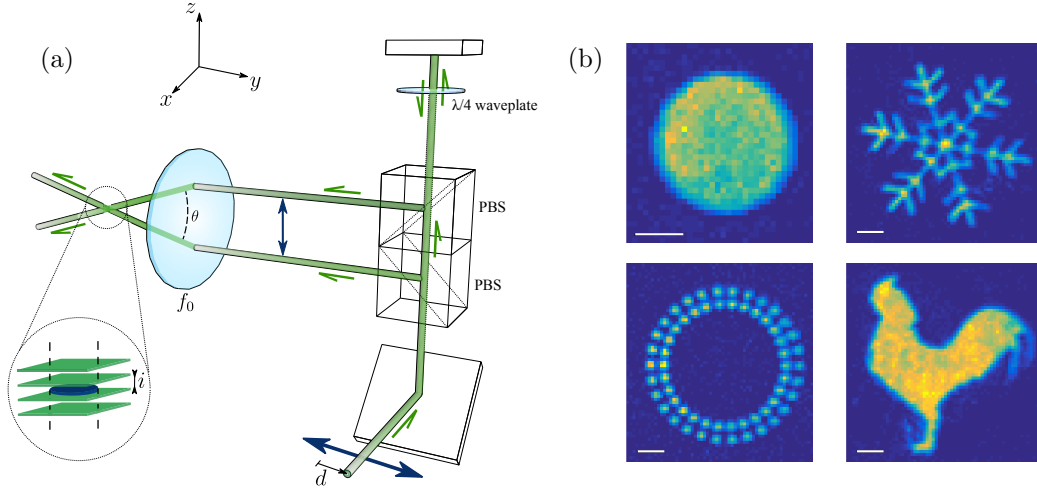 (a)
z
y
x
λ/4 waveplate
PBS
θ
PBS
f₀
i
d
(b)